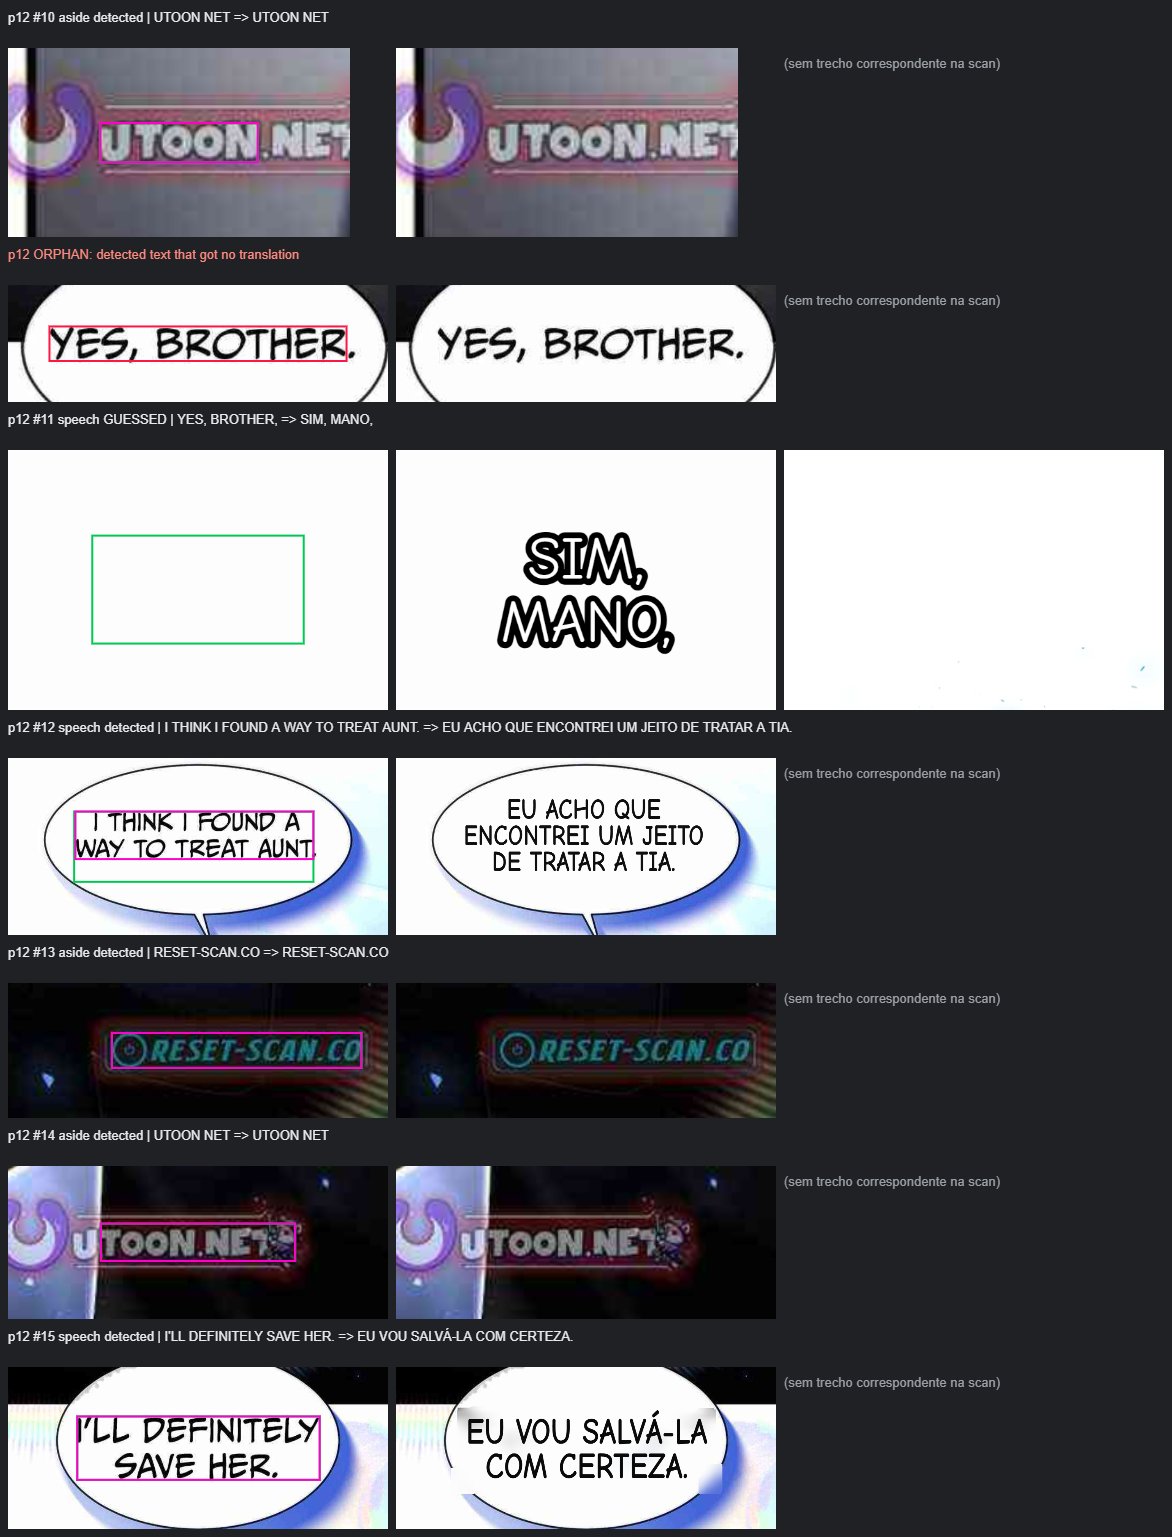 p12 #10 aside detected | UTOON NET => UTOON NET
UTOON.NET
UTOON.NET
(sem trecho correspondente na scan)
p12 ORPHAN: detected text that got no translation
YES, BROTHER.
YES, BROTHER.
(sem trecho correspondente na scan)
p12 #11 speech GUESSED | YES, BROTHER, => SIM, MANO,
SIM,
MANO,
p12 #12 speech detected | I THINK I FOUND A WAY TO TREAT AUNT. => EU ACHO QUE ENCONTREI UM JEITO DE TRATAR A TIA.
I THINK I FOUND A
WAY TO TREAT AUNT.
EU ACHO QUE
ENCONTREI UM JEITO
DE TRATAR A TIA.
(sem trecho correspondente na scan)
p12 #13 aside detected | RESET-SCAN.CO => RESET-SCAN.CO
RESET-SCAN.CO
RESET-SCAN.CO
(sem trecho correspondente na scan)
p12 #14 aside detected | UTOON NET => UTOON NET
UTOON.NET
UTOON.NET
(sem trecho correspondente na scan)
p12 #15 speech detected | I'LL DEFINITELY SAVE HER. => EU VOU SALVÁ-LA COM CERTEZA.
I'LL DEFINITELY
SAVE HER.
EU VOU SALVÁ-LA
COM CERTEZA.
(sem trecho correspondente na scan)